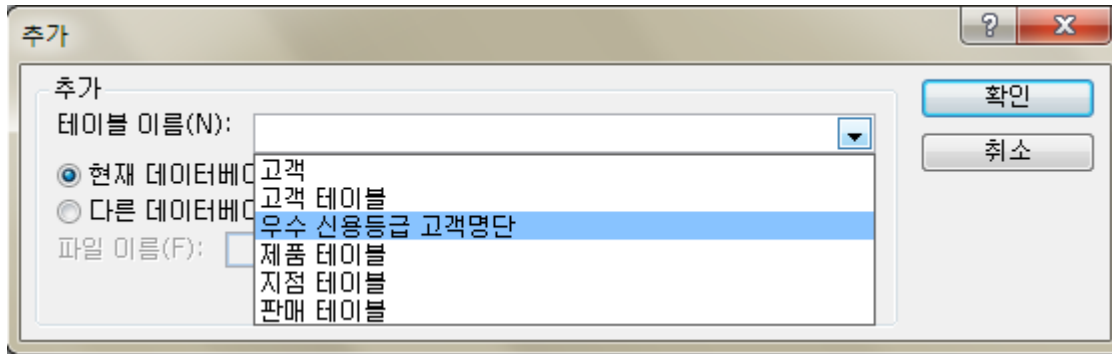 추가
추가
테이블 이름(N):
현재 데이터베
다른 데이터베
파일 이름(F):
고객
고객 테이블
우수 신용등급 고객명단
제품 테이블
지점 테이블
판매 테이블
확인
취소